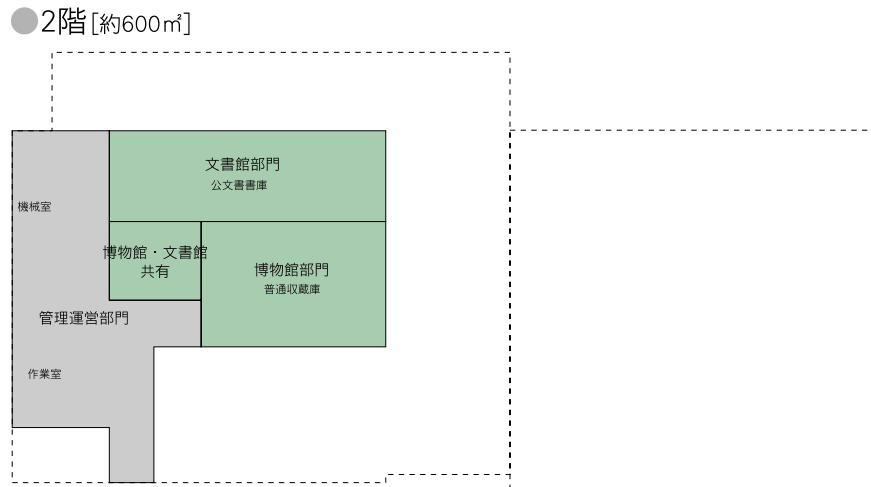 ●2階[約600㎡]
文書館部門
公文書書庫
機械室
博物館・文書館
共有
博物館部門
普通収蔵庫
管理運営部門
作業室